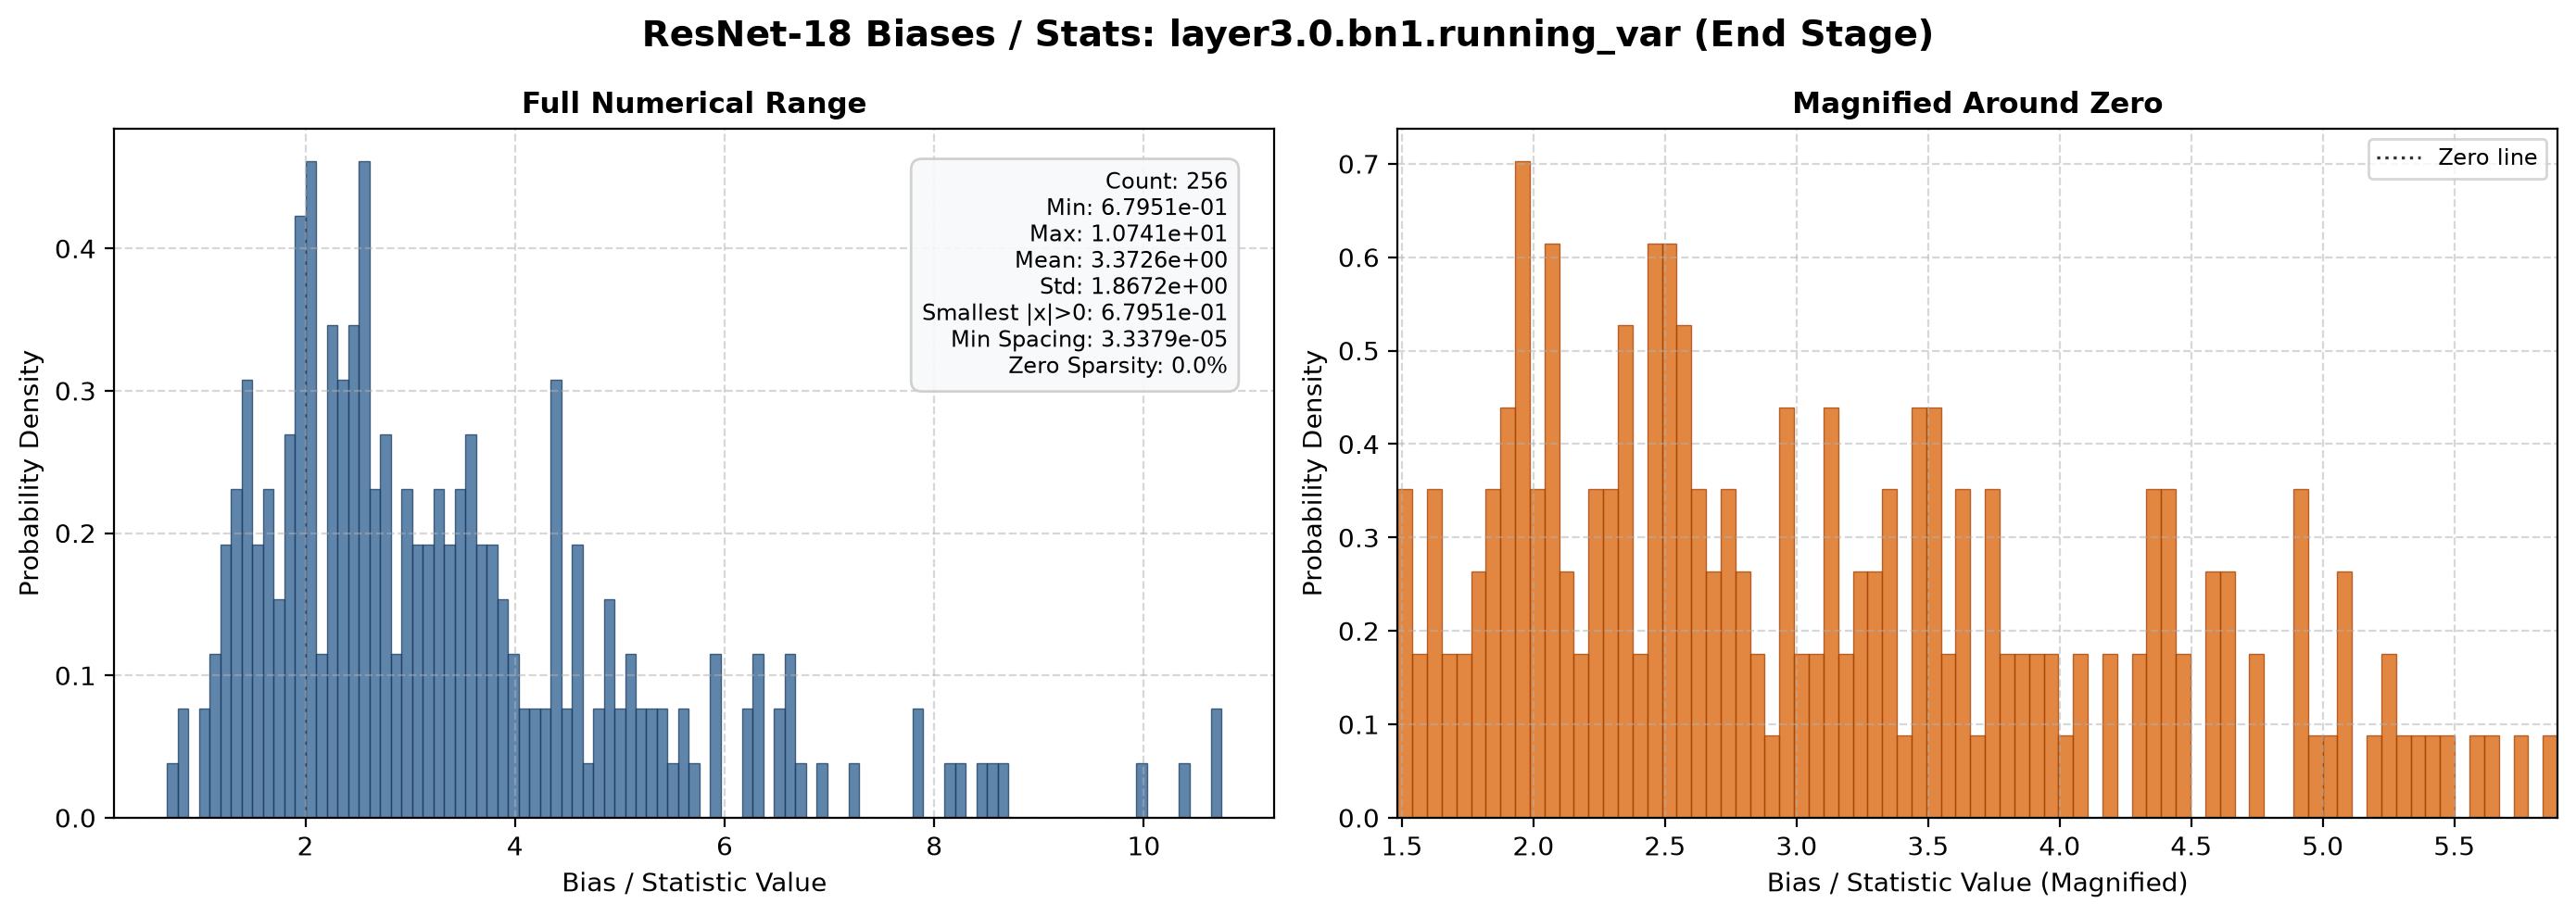 ResNet-18 Biases / Stats: layer3.0.bn1.running_var (End Stage)
Full Numerical Range
Probability Density
0.4
0.3
0.2
0.1
0.0
Count: 256
Min: 6.7951e-01
Max: 1.0741e+01
Mean: 3.3726e+00
Std: 1.8672e+00
Smallest |x|>0: 6.7951e-01
Min Spacing: 3.3379e-05
Zero Sparsity: 0.0%
2 4 6 8 10
Bias / Statistic Value
Magnified Around Zero
Probability Density
0.7
0.6
0.5
0.4
0.3
0.2
0.1
0.0
Zero line
1.5 2.0 2.5 3.0 3.5 4.0 4.5 5.0 5.5
Bias / Statistic Value (Magnified)